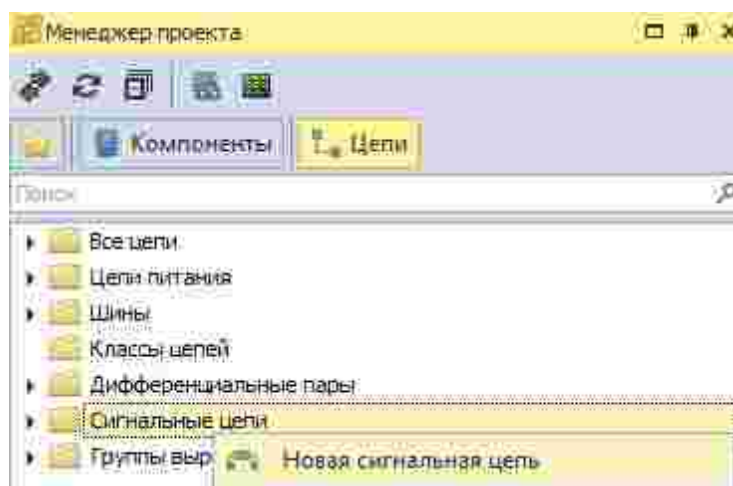 Менеджер проекта
Компоненты
Цепи
Поиск
Все цепи
Цепи питания
Шины
Классы цепей
Дифференциальные пары
Сигнальные цепи
Группы выр
Новая сигнальная цепь